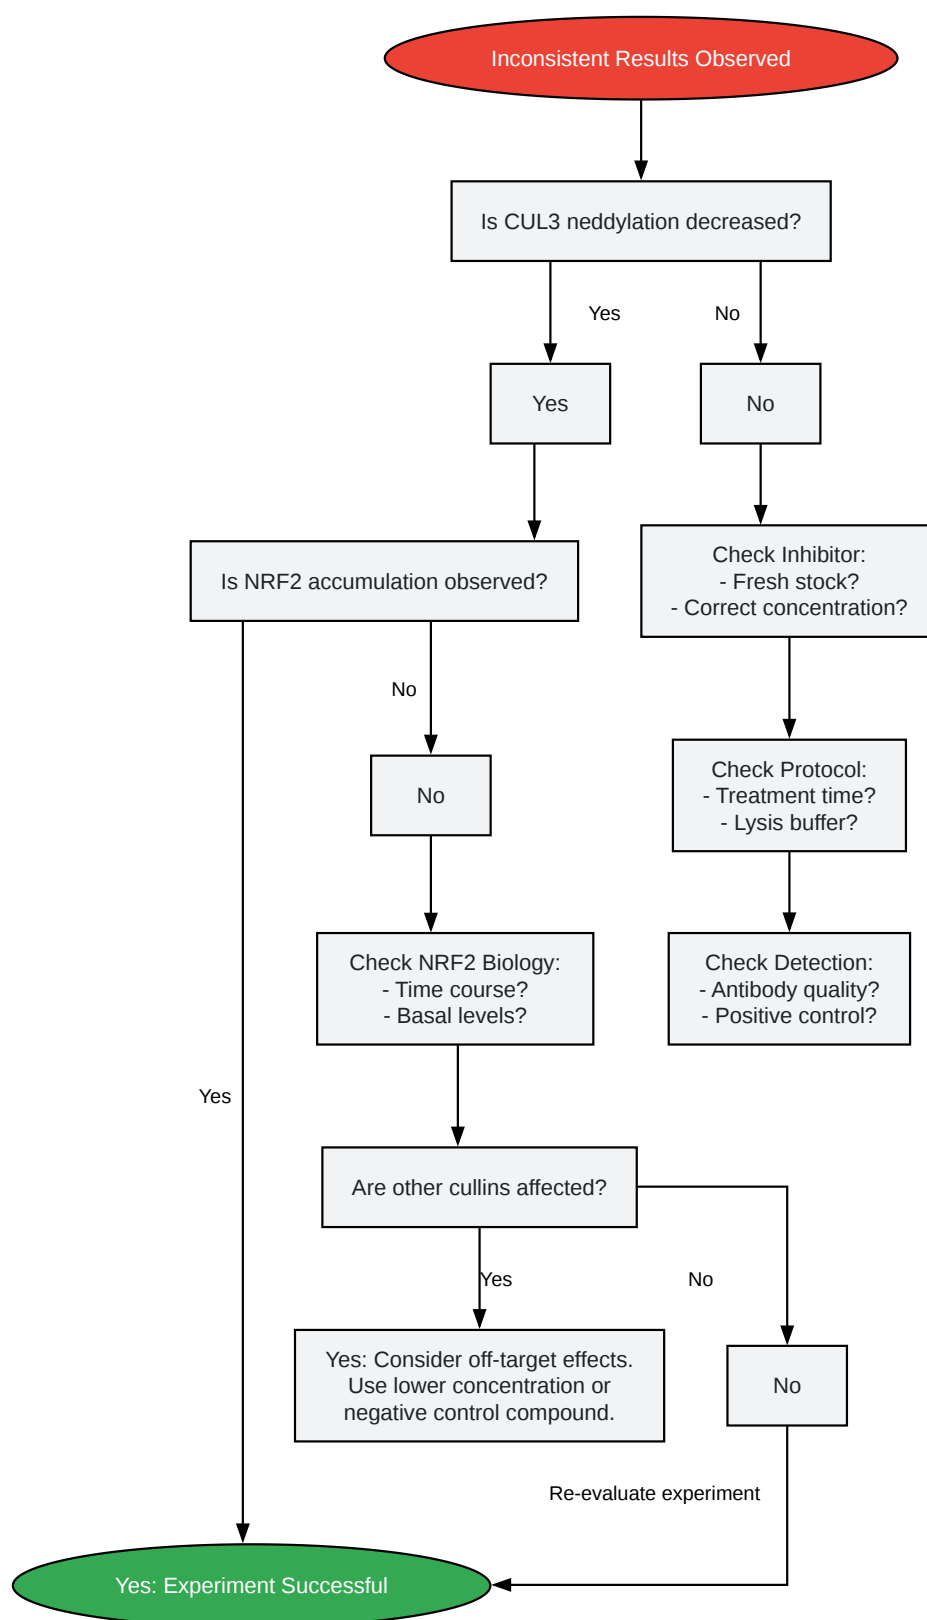 Inconsistent Results Observed
Is CUL3 neddylation decreased?
Yes
No
Yes
No
Check Inhibitor:
- Fresh stock?
- Correct concentration?
Is NRF2 accumulation observed?
No
Check Protocol:
- Treatment time?
- Lysis buffer?
No
Check NRF2 Biology:
- Time course?
- Basal levels?
Check Detection:
- Antibody quality?
- Positive control?
Yes
Are other cullins affected?
Yes
No
Yes: Consider off-target effects.
Use lower concentration or
negative control compound.
No
Re-evaluate experiment
Yes: Experiment Successful